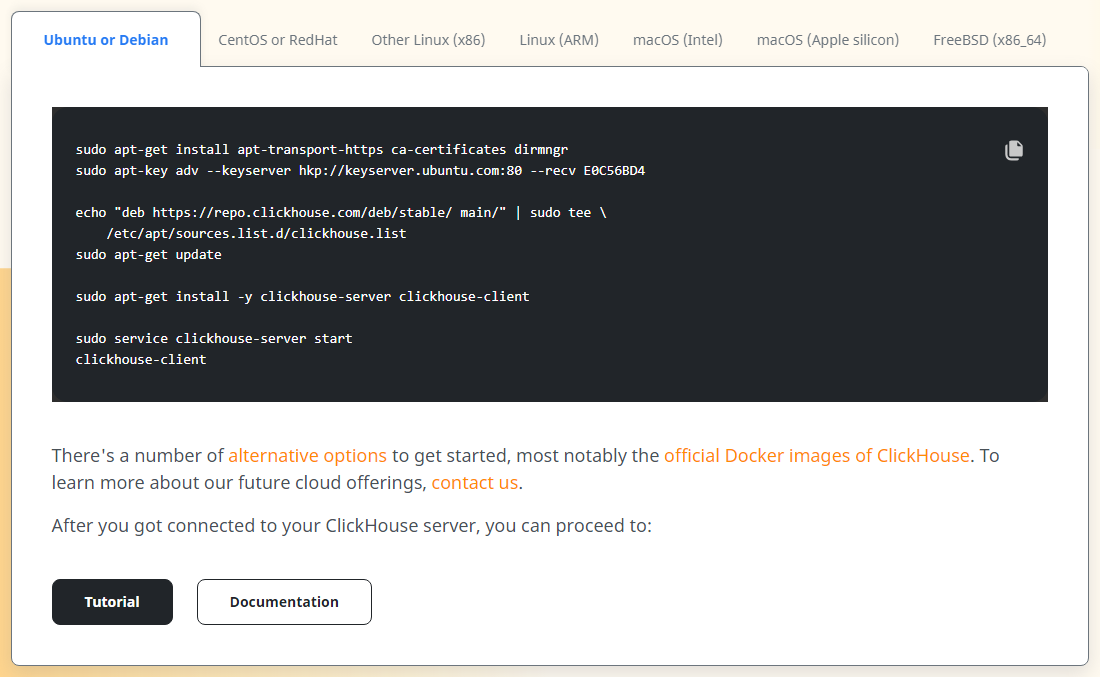 Ubuntu or Debian
CentOS or RedHat
Other Linux (x86)
Linux (ARM)
macOS (Intel)
macOS (Apple silicon)
FreeBSD (x86_64)
sudo apt-get install apt-transport-https ca-certificates dirmngr
sudo apt-key adv --keyserver hkp://keyserver.ubuntu.com:80 --recv E0C56BD4
echo "deb https://repo.clickhouse.com/deb/stable/ main/" | sudo tee \
    /etc/apt/sources.list.d/clickhouse.list
sudo apt-get update
sudo apt-get install -y clickhouse-server clickhouse-client
sudo service clickhouse-server start
clickhouse-client
There's a number of alternative options to get started, most notably the official Docker images of ClickHouse. To
learn more about our future cloud offerings, contact us.
After you got connected to your ClickHouse server, you can proceed to:
Tutorial
Documentation